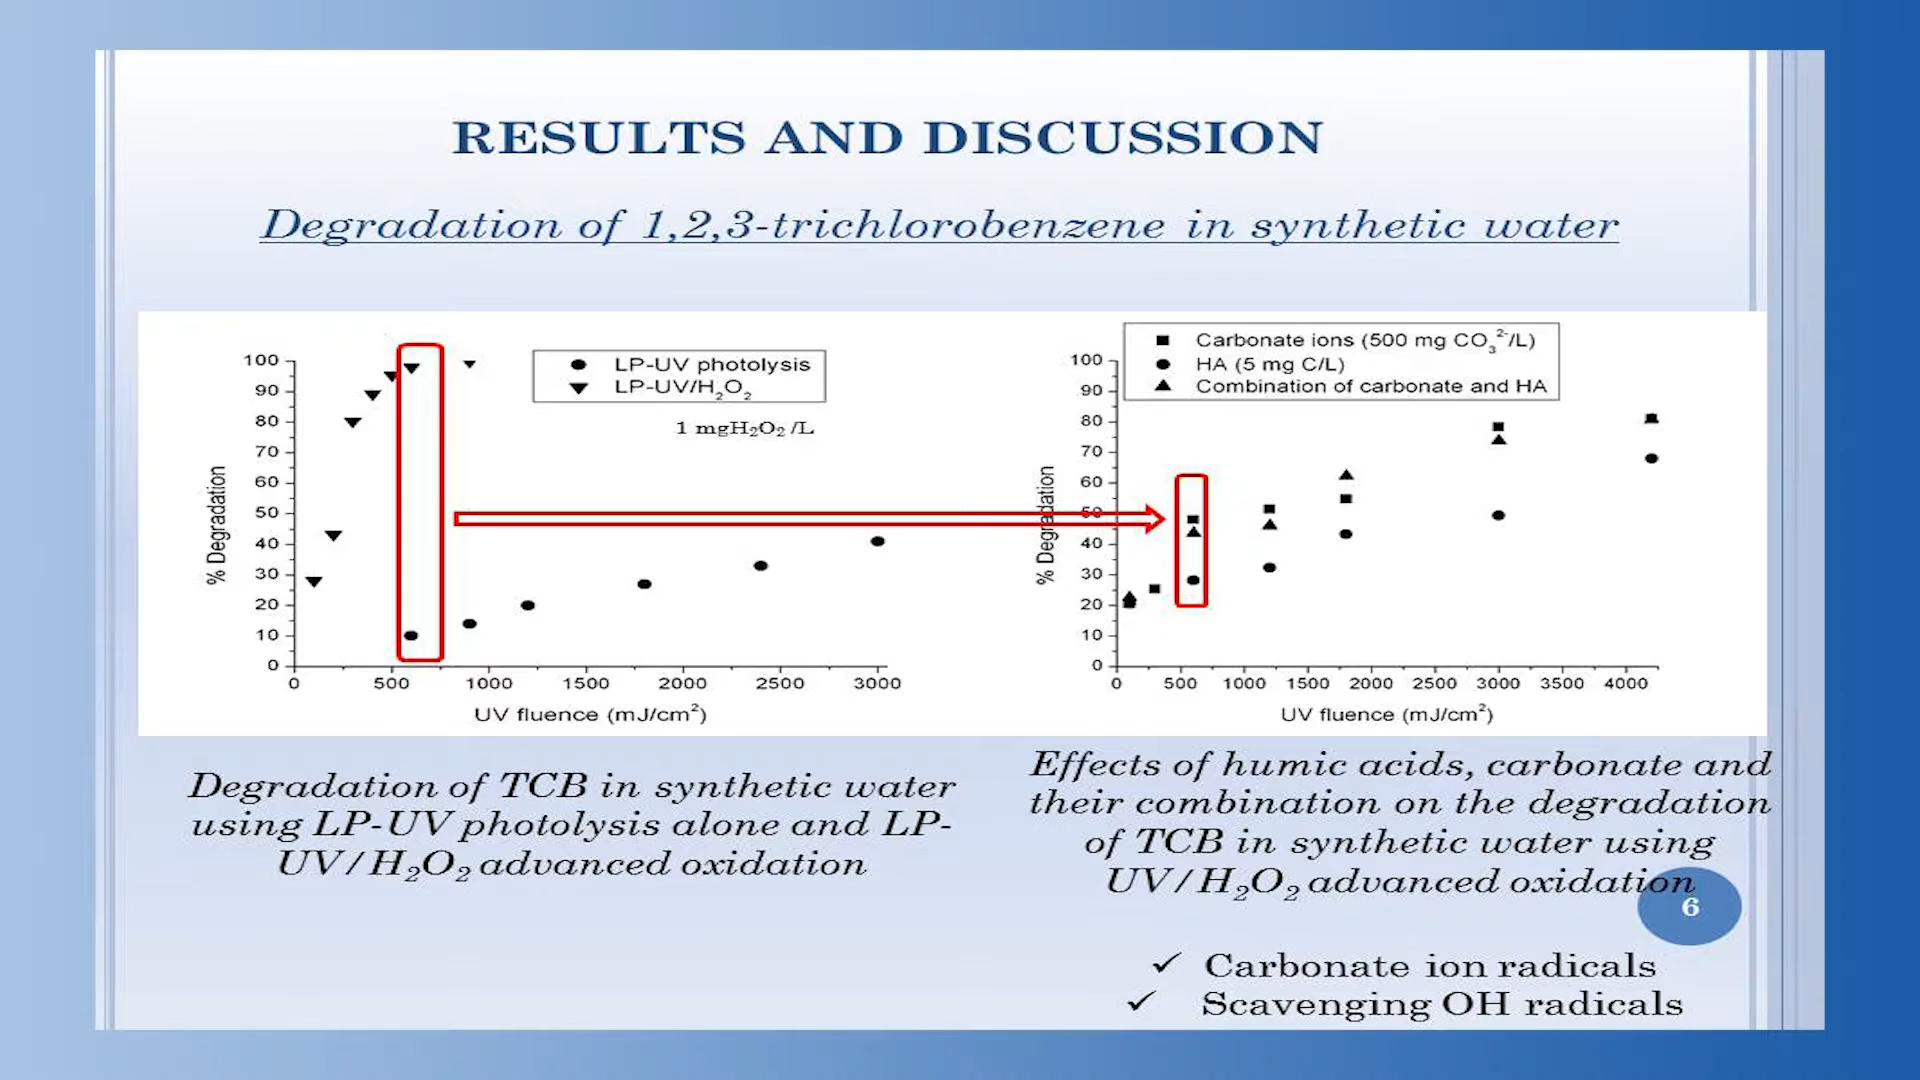 RESULTS AND DISCUSSION
Degradation of 1,2,3-trichlorobenzene in synthetic water
LP-UV photolysis
LP-UV/H₂O₂
1 mgH₂O₂ /L
% Degradation
100
90
80
70
60
50
40
30
20
10
0
0 500 1000 1500 2000 2500 3000
UV fluence (mJ/cm²)
Carbonate ions (500 mg CO₃²⁻/L)
HA (5 mg C/L)
Combination of carbonate and HA
% Degradation
100
90
80
70
60
50
40
30
20
10
0
0 500 1000 1500 2000 2500 3000 3500 4000
UV fluence (mJ/cm²)
Degradation of TCB in synthetic water
using LP-UV photolysis alone and LP-
UV/H₂O₂ advanced oxidation
Effects of humic acids, carbonate and
their combination on the degradation
of TCB in synthetic water using
UV/H₂O₂ advanced oxidation
6
✓ Carbonate ion radicals
✓ Scavenging OH radicals